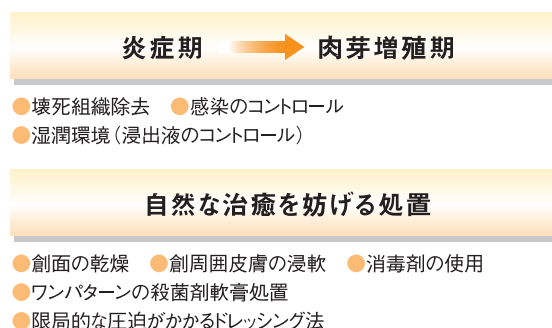 炎症期 → 肉芽増殖期
●壊死組織除去 ●感染のコントロール
●湿潤環境(浸出液のコントロール)
自然な治癒を妨げる処置
●創面の乾燥 ●創周囲皮膚の浸軟 ●消毒剤の使用
●ワンパターンの殺菌剤軟膏処置
●限局的な圧迫がかかるドレッシング法